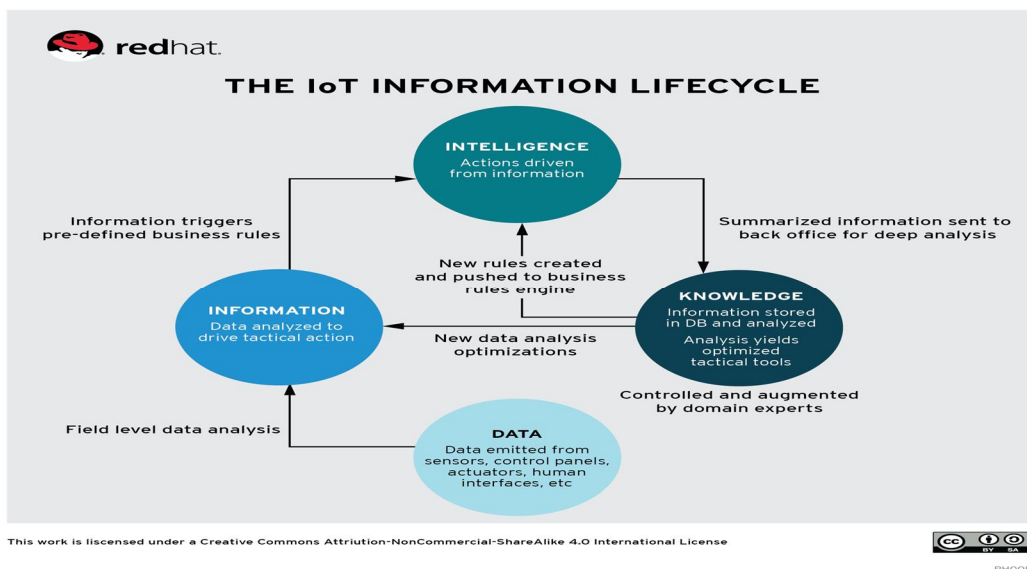 redhat.
THE IoT INFORMATION LIFECYCLE
INTELLIGENCE
Actions driven
from information
Information triggers
pre-defined business rules
Summarized information sent to
back office for deep analysis
New rules created
and pushed to business
rules engine
INFORMATION
Data analyzed to
drive tactical action
KNOWLEDGE
Information stored
in DB and analyzed
Analysis yields
optimized
tactical tools
New data analysis
optimizations
Controlled and augmented
by domain experts
Field level data analysis
DATA
Data emitted from
sensors, control panels,
actuators, human
interfaces, etc
This work is liscensed under a Creative Commons Attriution-NonCommercial-ShareAlike 4.0 International License
cc
BY SA